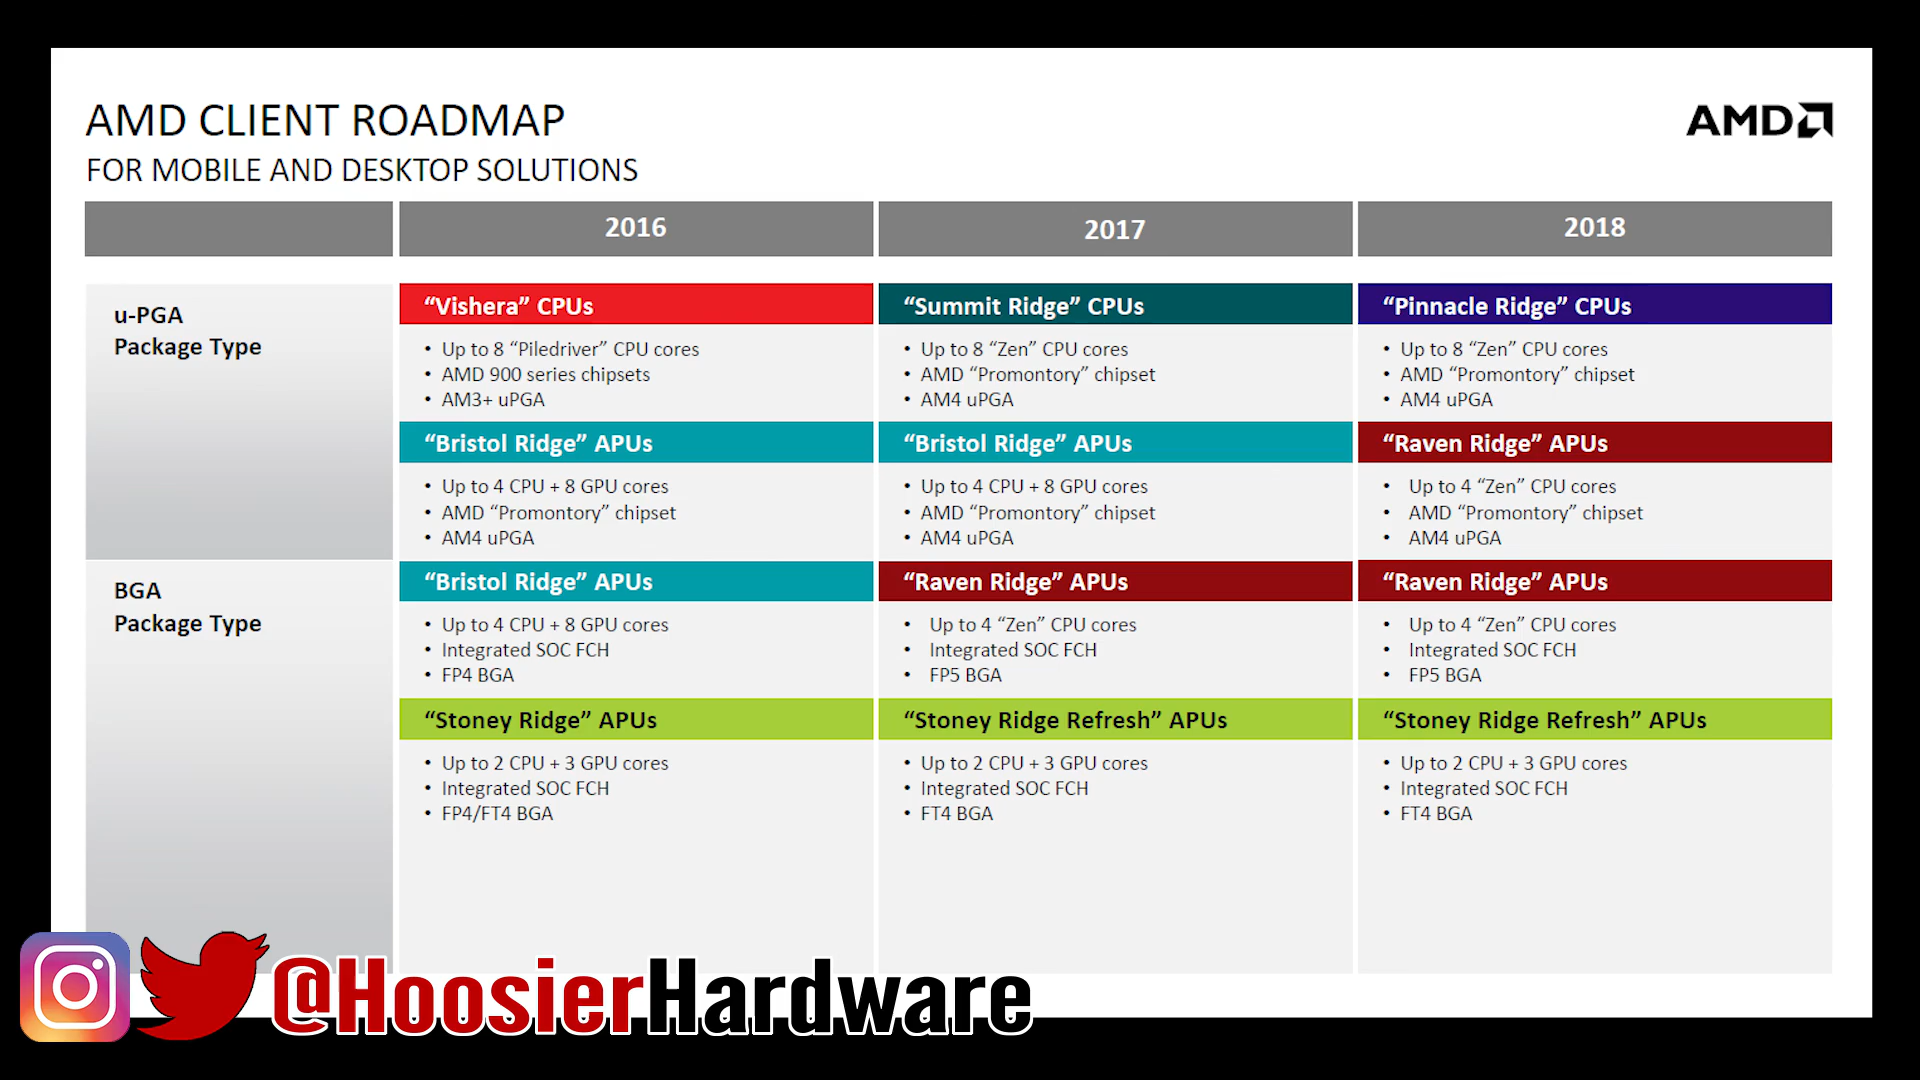 AMD CLIENT ROADMAP
AMD
FOR MOBILE AND DESKTOP SOLUTIONS
2016
2017
2018
u-PGA
Package Type
“Vishera” CPUs
• Up to 8 “Piledriver” CPU cores
• AMD 900 series chipsets
• AM3+ uPGA
“Summit Ridge” CPUs
• Up to 8 “Zen” CPU cores
• AMD “Promontory” chipset
• AM4 uPGA
“Pinnacle Ridge” CPUs
• Up to 8 “Zen” CPU cores
• AMD “Promontory” chipset
• AM4 uPGA
“Bristol Ridge” APUs
• Up to 4 CPU + 8 GPU cores
• AMD “Promontory” chipset
• AM4 uPGA
“Bristol Ridge” APUs
• Up to 4 CPU + 8 GPU cores
• AMD “Promontory” chipset
• AM4 uPGA
“Raven Ridge” APUs
• Up to 4 “Zen” CPU cores
• AMD “Promontory” chipset
• AM4 uPGA
BGA
Package Type
“Bristol Ridge” APUs
• Up to 4 CPU + 8 GPU cores
• Integrated SOC FCH
• FP4 BGA
“Raven Ridge” APUs
• Up to 4 “Zen” CPU cores
• Integrated SOC FCH
• FP5 BGA
“Raven Ridge” APUs
• Up to 4 “Zen” CPU cores
• Integrated SOC FCH
• FP5 BGA
“Stoney Ridge” APUs
• Up to 2 CPU + 3 GPU cores
• Integrated SOC FCH
• FP4/FT4 BGA
“Stoney Ridge Refresh” APUs
• Up to 2 CPU + 3 GPU cores
• Integrated SOC FCH
• FT4 BGA
“Stoney Ridge Refresh” APUs
• Up to 2 CPU + 3 GPU cores
• Integrated SOC FCH
• FT4 BGA
@HoosierHardware